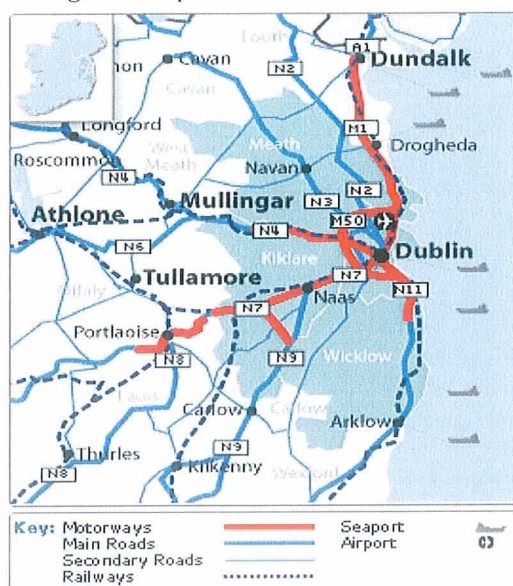 Louth
A1
Dundalk
Cavan
N2
Cavan
M1
Longford
Drogheda
Roscommon
West
Meath
Meath
Navan
N4
N2
Mullingar
N3
M50
Athlone
N4
N6
Dublin
Kildare
Tullamore
N7
Offaly
Naas
N11
N7
Portlaoise
Wicklow
N8
N9
Laois
Carlow
Carlow
Arklow
N9
Thurles
Kilkenny
Wexford
N8
Key: Motorways Seaport
Main Roads Airport
Secondary Roads
Railways